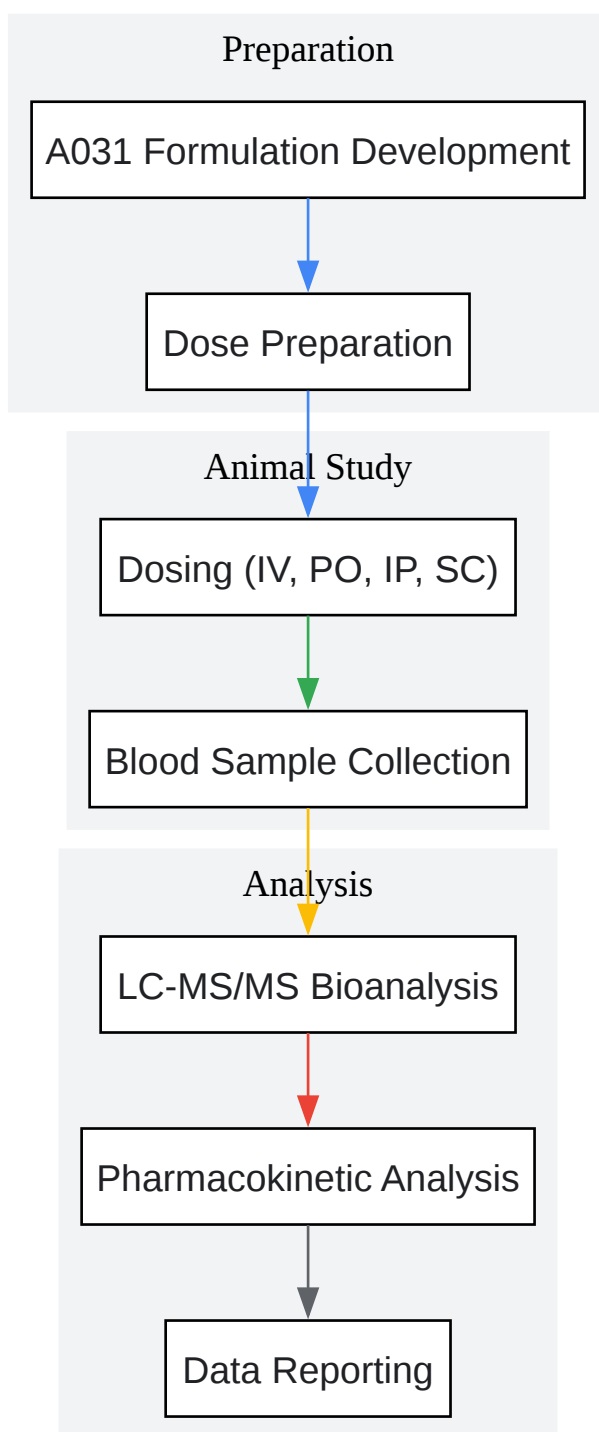 Preparation
A031 Formulation Development
Dose Preparation
Animal Study
Dosing (IV, PO, IP, SC)
Blood Sample Collection
Analysis
LC-MS/MS Bioanalysis
Pharmacokinetic Analysis
Data Reporting